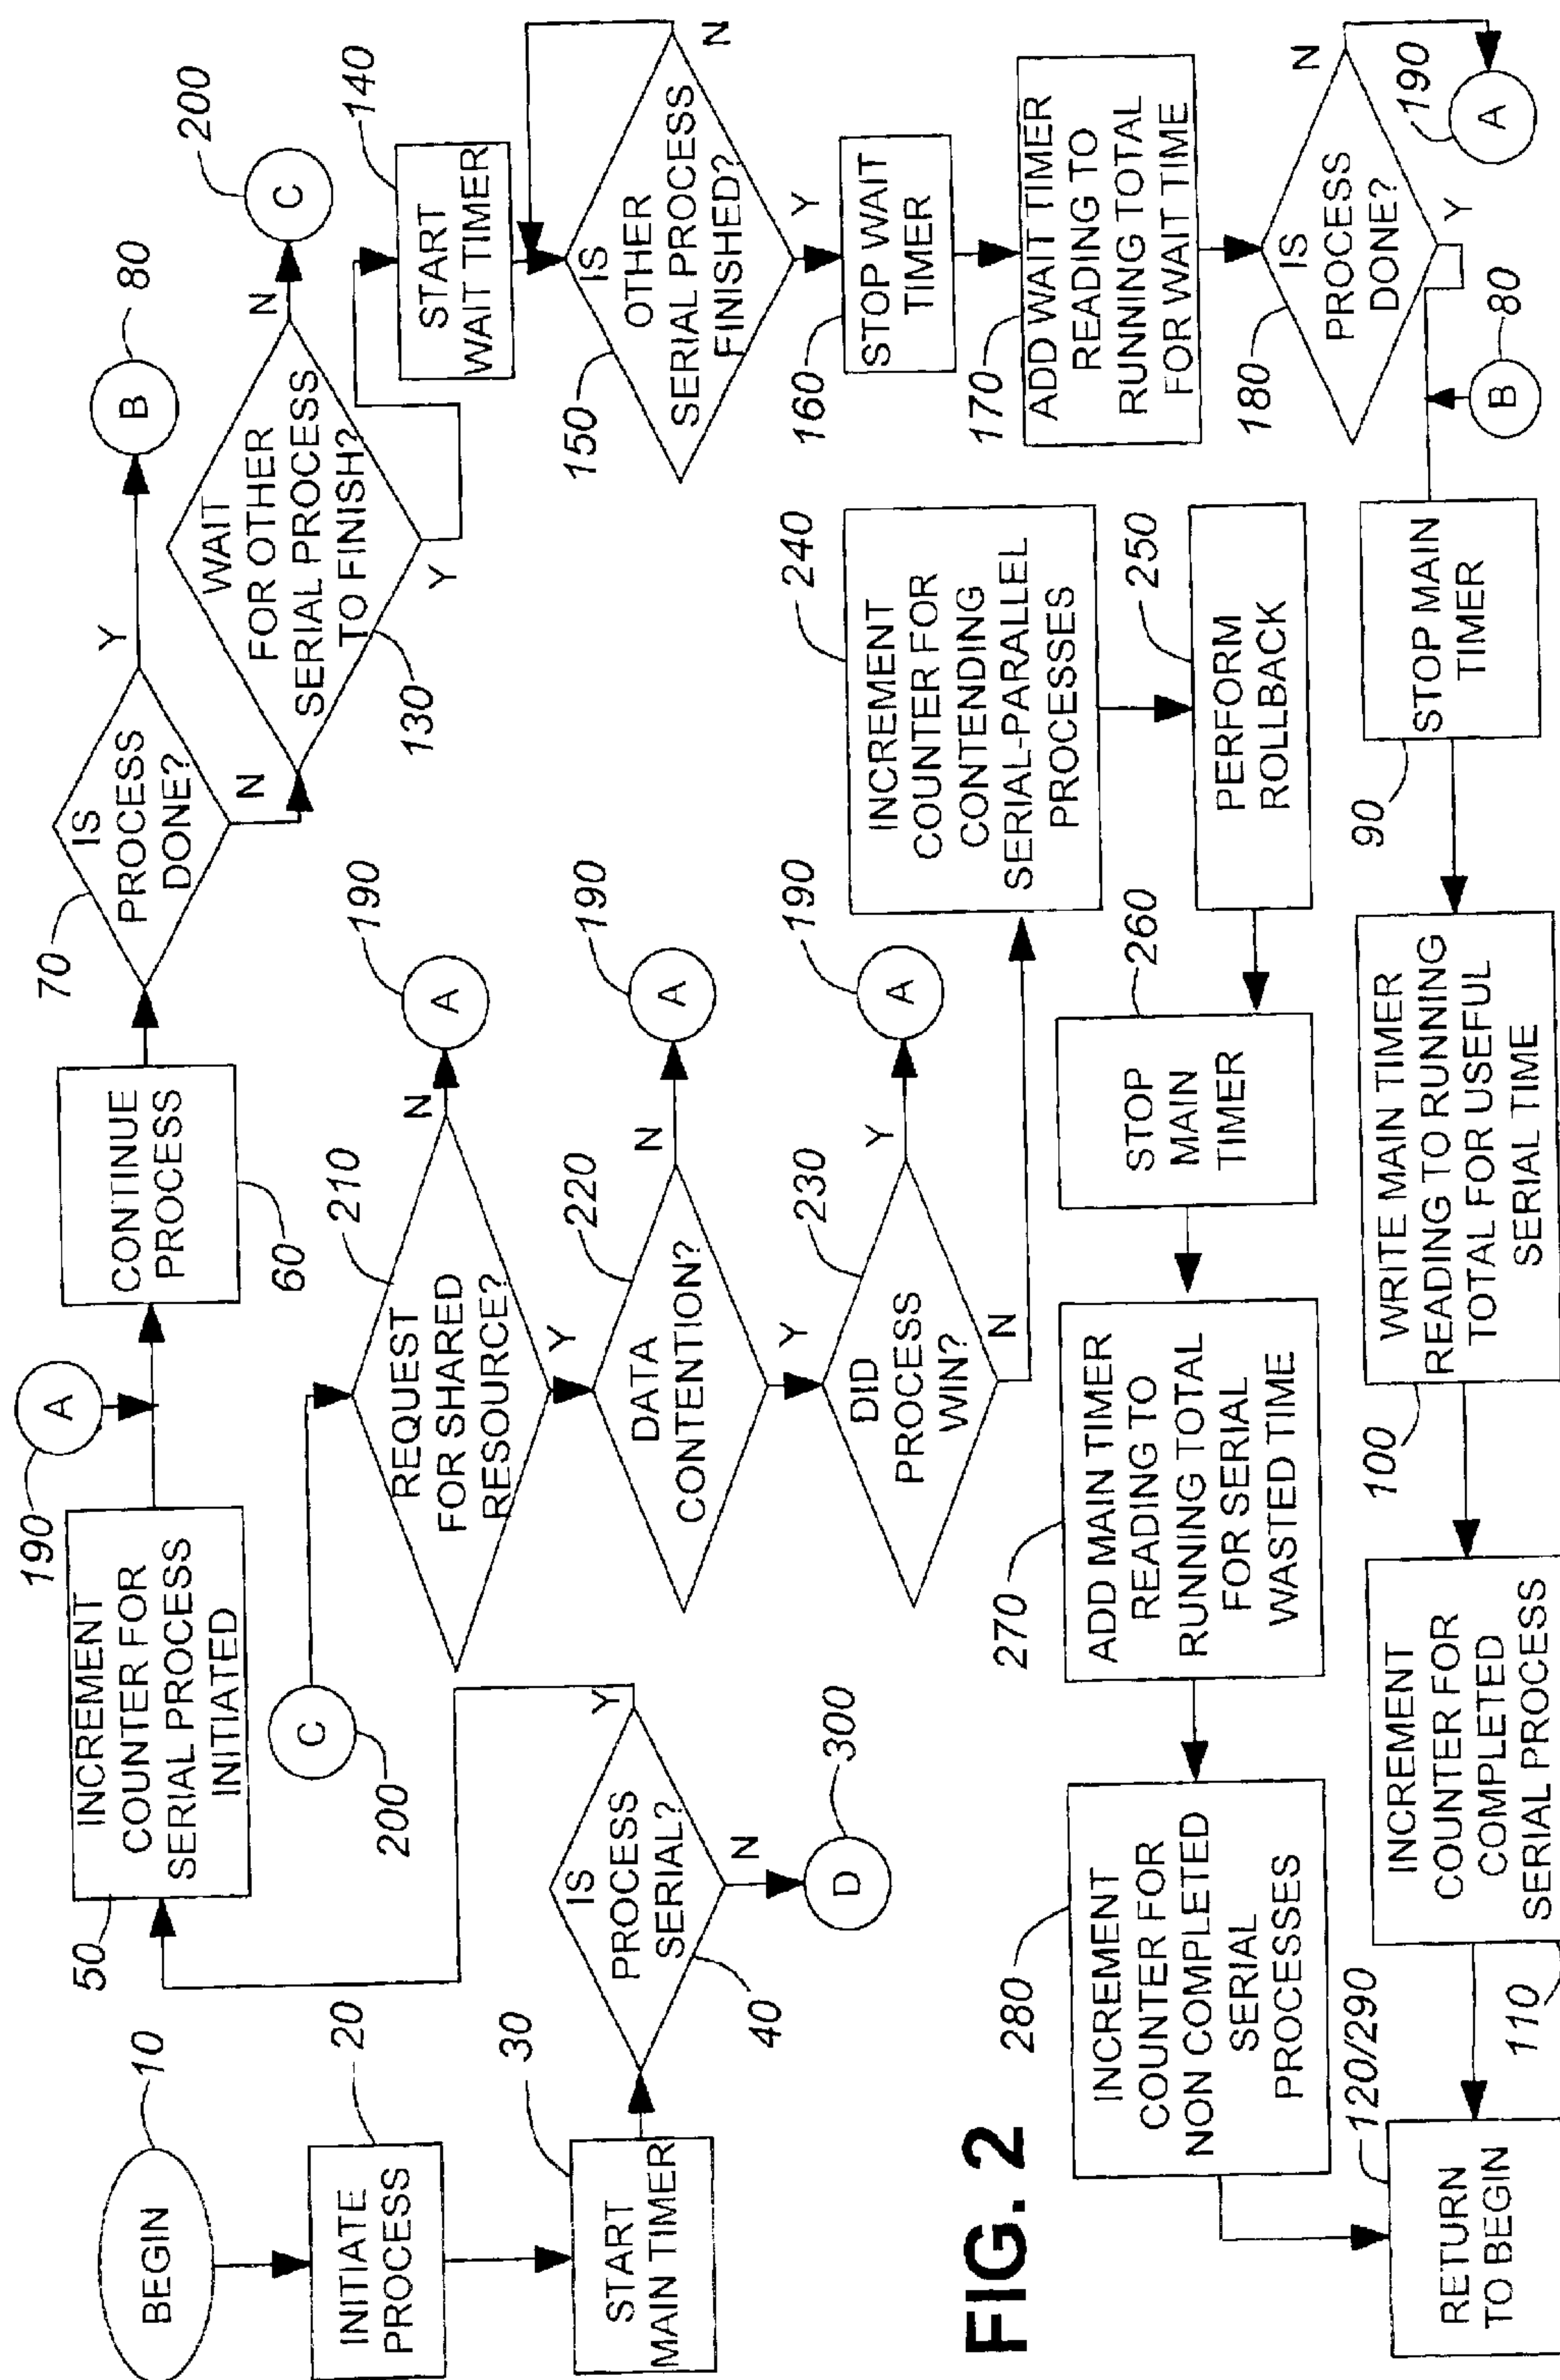 BEGIN
10
INITIATE
PROCESS
20
START
MAIN TIMER
30
IS
PROCESS
SERIAL?
40
Y
N
D
300
INCREMENT
COUNTER FOR
SERIAL PROCESS
INITIATED
50
A
190
CONTINUE
PROCESS
60
IS
PROCESS
DONE?
70
Y
N
B
80
WAIT
FOR OTHER
SERIAL PROCESS
TO FINISH?
130
N
Y
C
200
START
WAIT TIMER
140
IS
OTHER
SERIAL PROCESS
FINISHED?
150
N
Y
STOP WAIT
TIMER
160
ADD WAIT TIMER
READING TO
RUNNING TOTAL
FOR WAIT TIME
170
IS
PROCESS
DONE?
180
N
A
190
Y
B
80
C
200
REQUEST
FOR SHARED
RESOURCE?
210
N
A
190
Y
DATA
CONTENTION?
220
N
A
190
Y
DID
PROCESS
WIN?
230
Y
A
190
N
INCREMENT
COUNTER FOR
CONTENDING
SERIAL-PARALLEL
PROCESSES
240
PERFORM
ROLLBACK
250
STOP
MAIN
TIMER
260
ADD MAIN TIMER
READING TO
RUNNING TOTAL
FOR SERIAL
WASTED TIME
270
INCREMENT
COUNTER FOR
NON COMPLETED
SERIAL
PROCESSES
280
STOP MAIN
TIMER
90
WRITE MAIN TIMER
READING TO RUNNING
TOTAL FOR USEFUL
SERIAL TIME
100
INCREMENT
COUNTER FOR
COMPLETED
SERIAL PROCESS
110
RETURN
TO BEGIN
120/290
FIG. 2